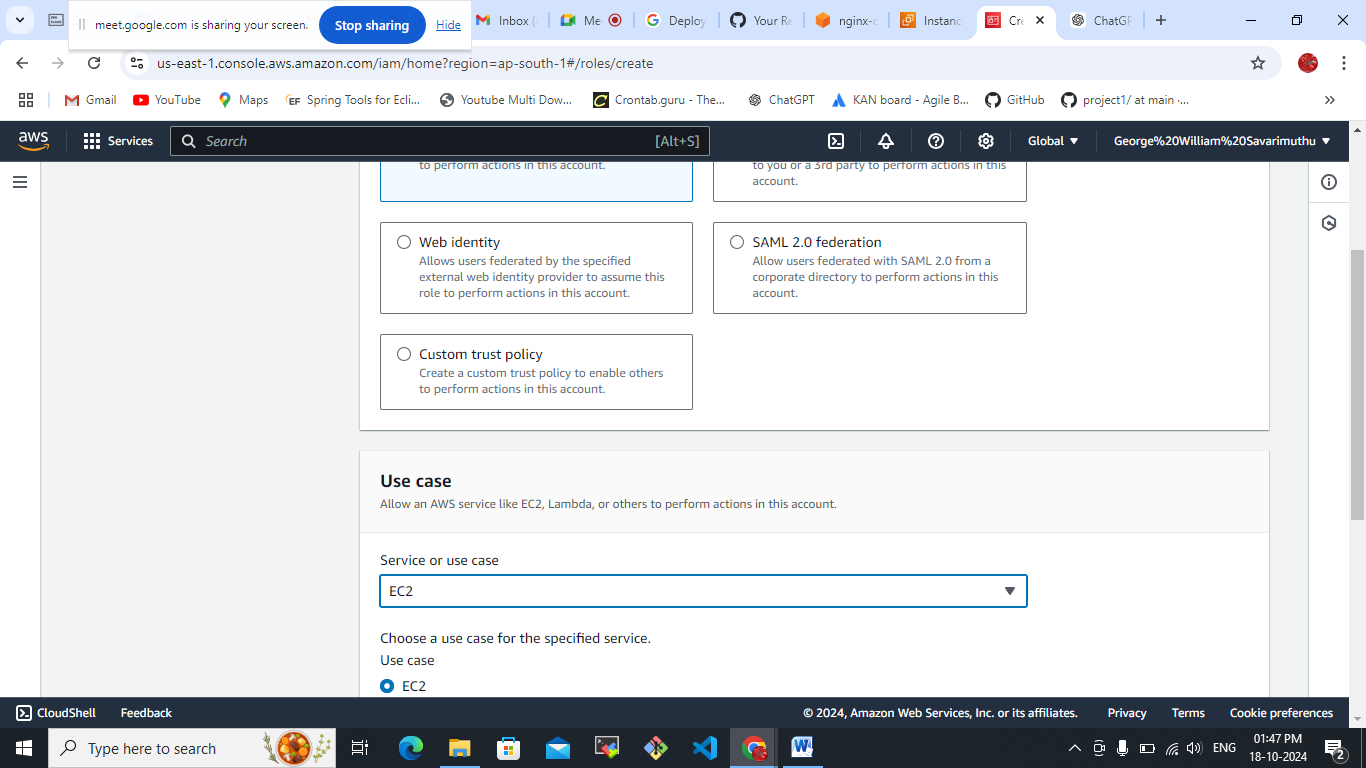 meet.google.com is sharing your screen.
Stop sharing
Hide
Inbox (
Me
Deploy
Your Re
nginx-c
Instanc
Cre
ChatGP
us-east-1.console.aws.amazon.com/iam/home?region=ap-south-1#/roles/create
Gmail
YouTube
Maps
EF
Spring Tools for Ecli...
Youtube Multi Dow...
Crontab.guru - The...
ChatGPT
KAN board - Agile B...
GitHub
project1/ at main ·...
aws
Services
Search
[Alt+S]
Global
George%20William%20Savarimuthu
to perform actions in this account.
to you or a 3rd party to perform actions in this
account.
Web identity
Allows users federated by the specified
external web identity provider to assume this
role to perform actions in this account.
SAML 2.0 federation
Allow users federated with SAML 2.0 from a
corporate directory to perform actions in this
account.
Custom trust policy
Create a custom trust policy to enable others
to perform actions in this account.
Use case
Allow an AWS service like EC2, Lambda, or others to perform actions in this account.
Service or use case
EC2
Choose a use case for the specified service.
Use case
EC2
CloudShell
Feedback
© 2024, Amazon Web Services, Inc. or its affiliates.
Privacy
Terms
Cookie preferences
Type here to search
ENG
01:47 PM
18-10-2024
2